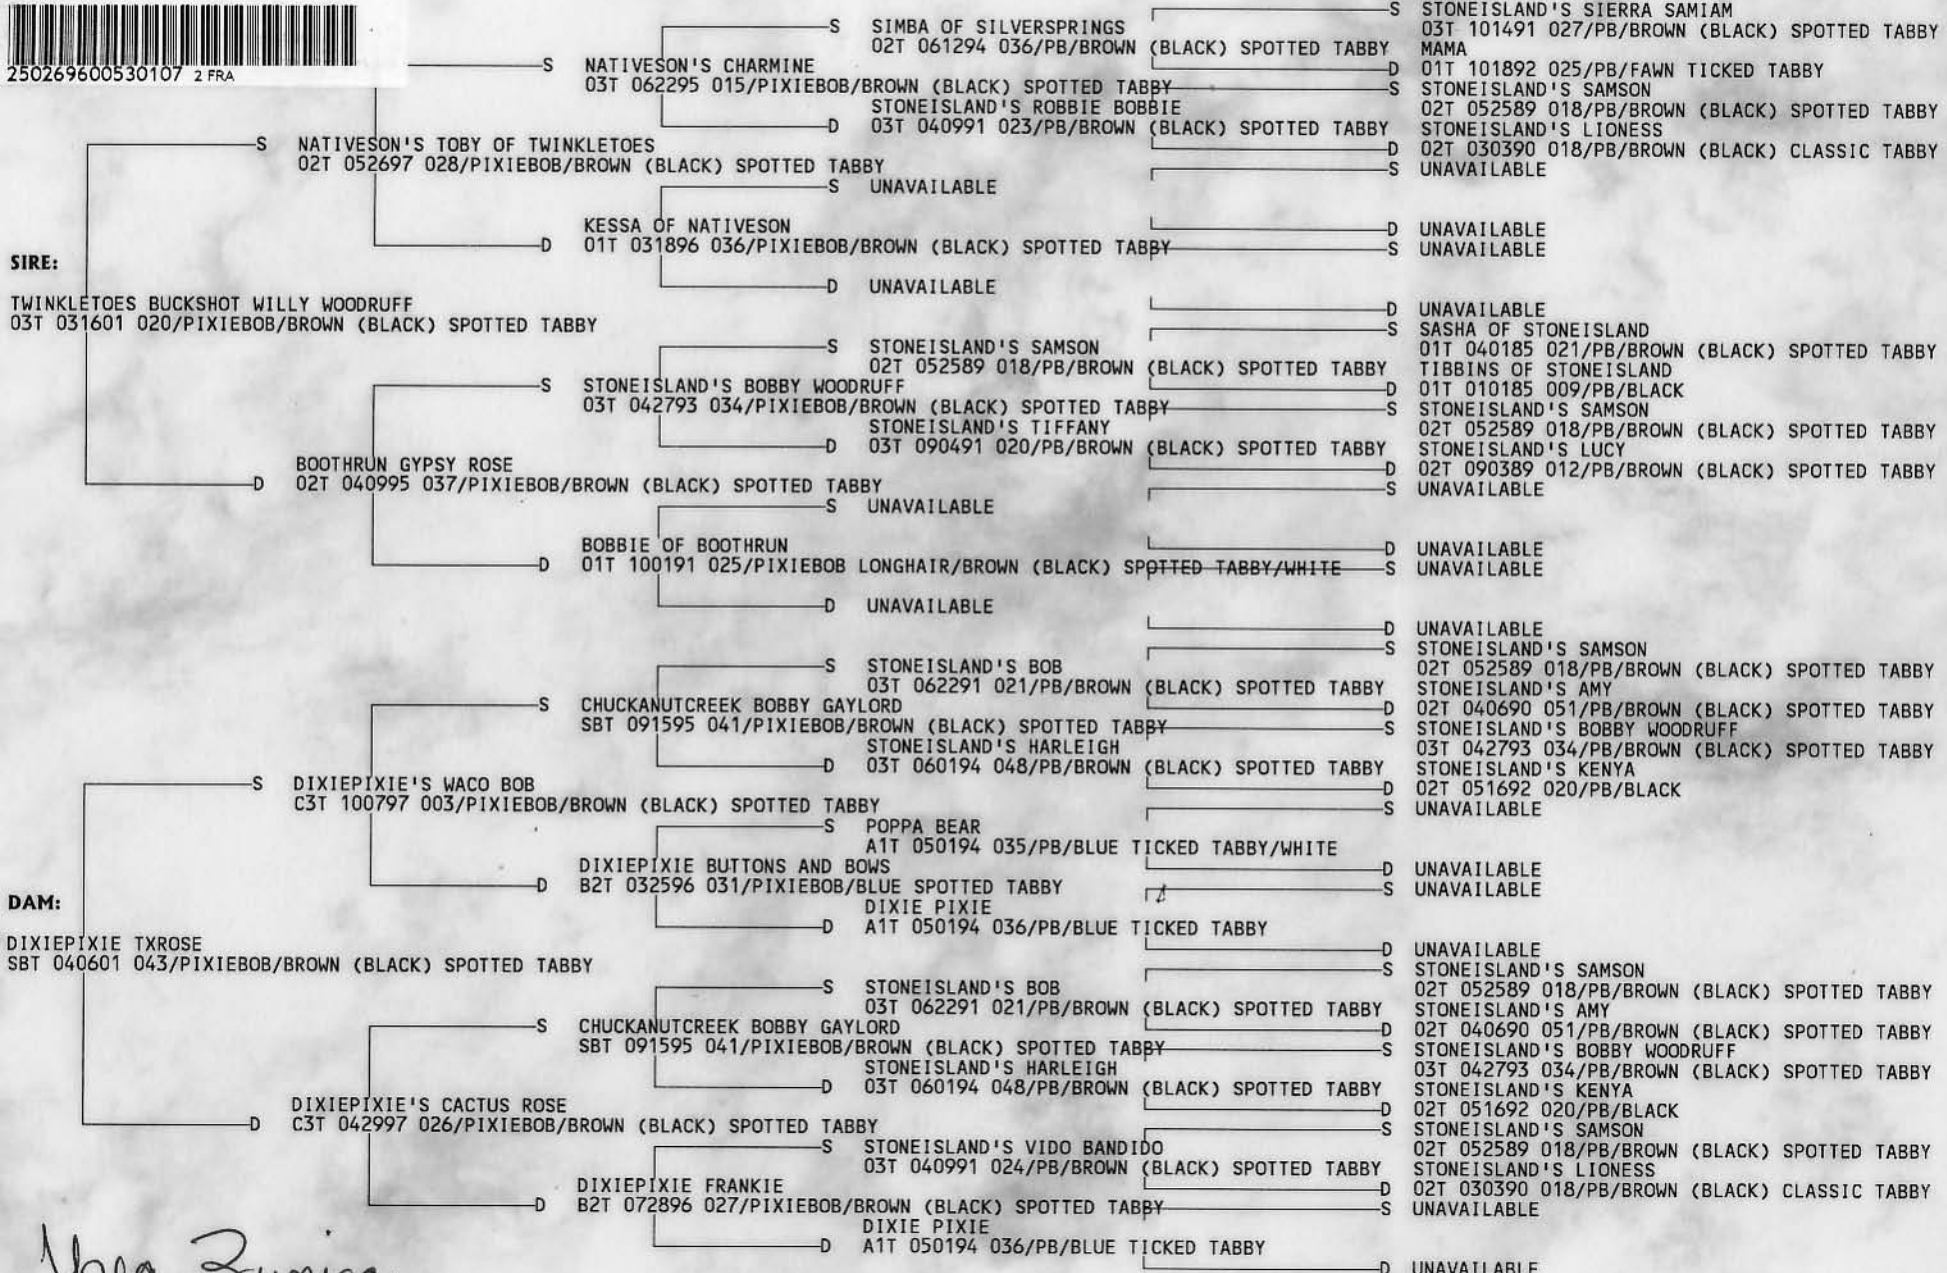 250269600530107 2 FRA
S STONEISLAND'S SIERRA SAMIAM
S SIMBA OF SILVERSPRINGS
03T 101491 027/PB/BROWN (BLACK) SPOTTED TABBY
02T 061294 036/PB/BROWN (BLACK) SPOTTED TABBY
MAMA
S NATIVESON'S CHARMINE
D 01T 101892 025/PB/FAWN TICKED TABBY
03T 062295 015/PIXIEBOB/BROWN (BLACK) SPOTTED TABBY
S STONEISLAND'S SAMSON
STONEISLAND'S ROBBIE BOBBIE
02T 052589 018/PB/BROWN (BLACK) SPOTTED TABBY
D 03T 040991 023/PB/BROWN (BLACK) SPOTTED TABBY
STONEISLAND'S LIONESS
S NATIVESON'S TOBY OF TWINKLETOES
D 02T 030390 018/PB/BROWN (BLACK) CLASSIC TABBY
02T 052697 028/PIXIEBOB/BROWN (BLACK) SPOTTED TABBY
S UNAVAILABLE
S UNAVAILABLE
KESSA OF NATIVESON
D UNAVAILABLE
D 01T 031896 036/PIXIEBOB/BROWN (BLACK) SPOTTED TABBY
S UNAVAILABLE
SIRE:
D UNAVAILABLE
TWINKLETOES BUCKSHOT WILLY WOODRUFF
D UNAVAILABLE
03T 031601 020/PIXIEBOB/BROWN (BLACK) SPOTTED TABBY
S SASHA OF STONEISLAND
S STONEISLAND'S SAMSON
01T 040185 021/PB/BROWN (BLACK) SPOTTED TABBY
02T 052589 018/PB/BROWN (BLACK) SPOTTED TABBY
TIBBINS OF STONEISLAND
S STONEISLAND'S BOBBY WOODRUFF
D 01T 010185 009/PB/BLACK
03T 042793 034/PIXIEBOB/BROWN (BLACK) SPOTTED TABBY
S STONEISLAND'S SAMSON
STONEISLAND'S TIFFANY
02T 052589 018/PB/BROWN (BLACK) SPOTTED TABBY
D 03T 090491 020/PB/BROWN (BLACK) SPOTTED TABBY
STONEISLAND'S LUCY
BOOTHRUN GYPSY ROSE
D 02T 090389 012/PB/BROWN (BLACK) SPOTTED TABBY
D 02T 040995 037/PIXIEBOB/BROWN (BLACK) SPOTTED TABBY
S UNAVAILABLE
S UNAVAILABLE
BOBBIE OF BOOTHRUN
D UNAVAILABLE
D 01T 100191 025/PIXIEBOB LONGHAIR/BROWN (BLACK) SPOTTED TABBY/WHITE
S UNAVAILABLE
D UNAVAILABLE
D UNAVAILABLE
S STONEISLAND'S SAMSON
S STONEISLAND'S BOB
02T 052589 018/PB/BROWN (BLACK) SPOTTED TABBY
03T 062291 021/PB/BROWN (BLACK) SPOTTED TABBY
STONEISLAND'S AMY
S CHUCKANUTCREEK BOBBY GAYLORD
D 02T 040690 051/PB/BROWN (BLACK) SPOTTED TABBY
SBT 091595 041/PIXIEBOB/BROWN (BLACK) SPOTTED TABBY
S STONEISLAND'S BOBBY WOODRUFF
STONEISLAND'S HARLEIGH
03T 042793 034/PB/BROWN (BLACK) SPOTTED TABBY
D 03T 060194 048/PB/BROWN (BLACK) SPOTTED TABBY
STONEISLAND'S KENYA
S DIXIEPIXIE'S WACO BOB
D 02T 051692 020/PB/BLACK
C3T 100797 003/PIXIEBOB/BROWN (BLACK) SPOTTED TABBY
S UNAVAILABLE
S POPPA BEAR
A1T 050194 035/PB/BLUE TICKED TABBY/WHITE
DIXIEPIXIE BUTTONS AND BOWS
D UNAVAILABLE
D B2T 032596 031/PIXIEBOB/BLUE SPOTTED TABBY
S UNAVAILABLE
DAM:
DIXIE PIXIE
D A1T 050194 036/PB/BLUE TICKED TABBY
DIXIEPIXIE TXROSE
D UNAVAILABLE
SBT 040601 043/PIXIEBOB/BROWN (BLACK) SPOTTED TABBY
S STONEISLAND'S SAMSON
S STONEISLAND'S BOB
02T 052589 018/PB/BROWN (BLACK) SPOTTED TABBY
03T 062291 021/PB/BROWN (BLACK) SPOTTED TABBY
STONEISLAND'S AMY
S CHUCKANUTCREEK BOBBY GAYLORD
D 02T 040690 051/PB/BROWN (BLACK) SPOTTED TABBY
SBT 091595 041/PIXIEBOB/BROWN (BLACK) SPOTTED TABBY
S STONEISLAND'S BOBBY WOODRUFF
STONEISLAND'S HARLEIGH
03T 042793 034/PB/BROWN (BLACK) SPOTTED TABBY
D 03T 060194 048/PB/BROWN (BLACK) SPOTTED TABBY
STONEISLAND'S KENYA
DIXIEPIXIE'S CACTUS ROSE
D 02T 051692 020/PB/BLACK
D C3T 042997 026/PIXIEBOB/BROWN (BLACK) SPOTTED TABBY
S STONEISLAND'S SAMSON
S STONEISLAND'S VIDO BANDIDO
02T 052589 018/PB/BROWN (BLACK) SPOTTED TABBY
03T 040991 024/PB/BROWN (BLACK) SPOTTED TABBY
STONEISLAND'S LIONESS
DIXIEPIXIE FRANKIE
D 02T 030390 018/PB/BROWN (BLACK) CLASSIC TABBY
D B2T 072896 027/PIXIEBOB/BROWN (BLACK) SPOTTED TABBY
S UNAVAILABLE
DIXIE PIXIE
D A1T 050194 036/PB/BLUE TICKED TABBY
D UNAVAILABLE